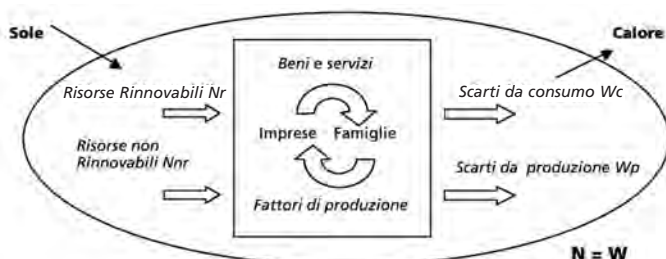 Sole
Calore
Beni e servizi
Risorse Rinnovabili Nr
Scarti da consumo Wc
Imprese Famiglie
Risorse non
Rinnovabili Nnr
Scarti da produzione Wp
Fattori di produzione
N = W